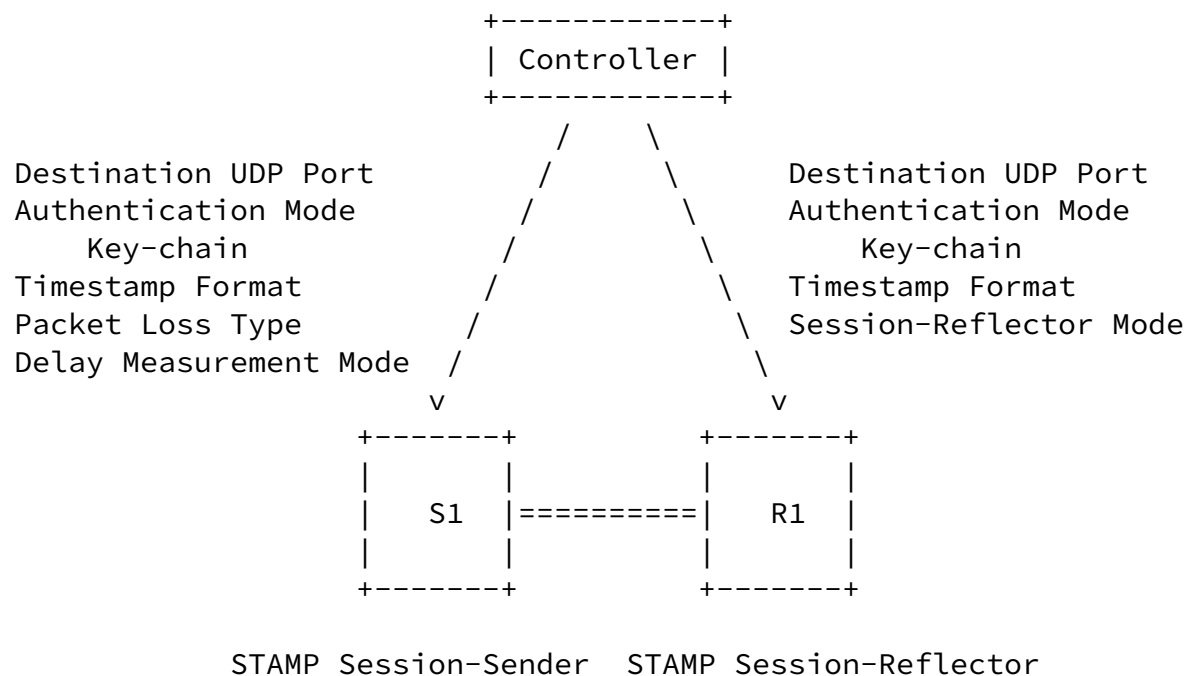 Controller
Destination UDP Port    Destination UDP Port
Authentication Mode    Authentication Mode
Key-chain    Key-chain
Timestamp Format    Timestamp Format
Packet Loss Type    Session-Reflector Mode
Delay Measurement Mode
S1    R1
STAMP Session-Sender  STAMP Session-Reflector